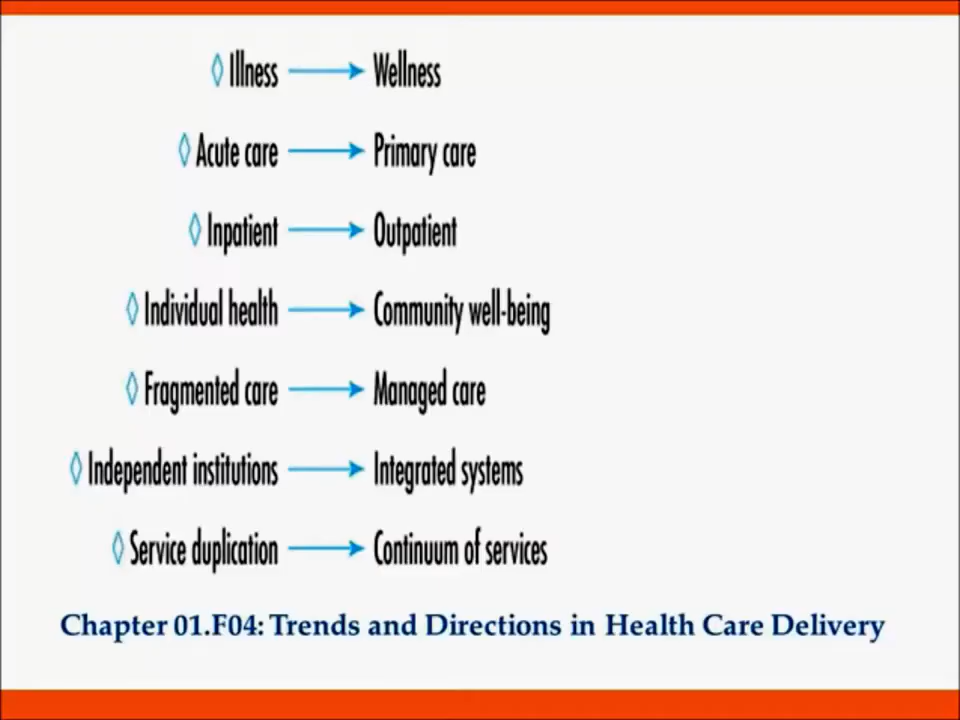 ◊ Illness → Wellness
◊ Acute care → Primary care
◊ Inpatient → Outpatient
◊ Individual health → Community well-being
◊ Fragmented care → Managed care
◊ Independent institutions → Integrated systems
◊ Service duplication → Continuum of services
Chapter 01.F04: Trends and Directions in Health Care Delivery